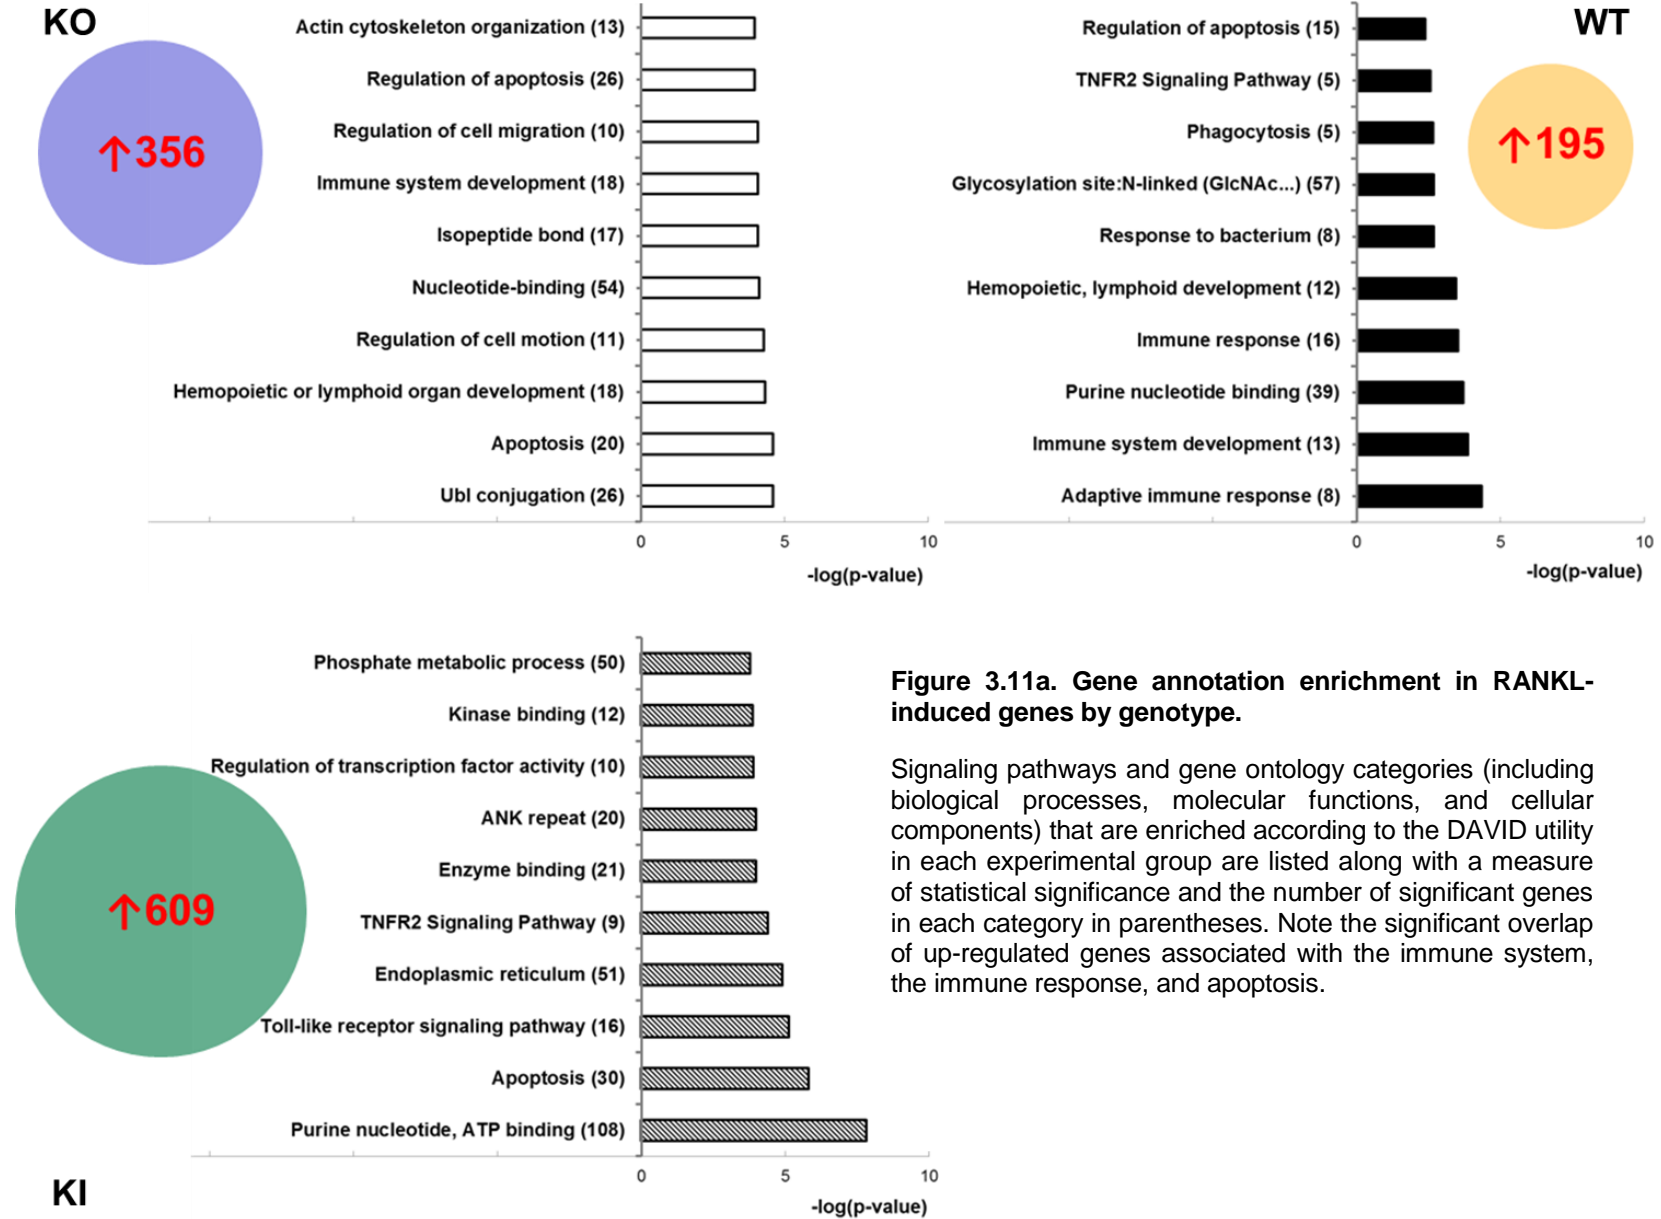 KO
↑356
Actin cytoskeleton organization (13)
Regulation of apoptosis (26)
Regulation of cell migration (10)
Immune system development (18)
Isopeptide bond (17)
Nucleotide-binding (54)
Regulation of cell motion (11)
Hemopoietic or lymphoid organ development (18)
Apoptosis (20)
Ubl conjugation (26)
0 5 10
-log(p-value)
WT
↑195
Regulation of apoptosis (15)
TNFR2 Signaling Pathway (5)
Phagocytosis (5)
Glycosylation site:N-linked (GlcNAc...) (57)
Response to bacterium (8)
Hemopoietic, lymphoid development (12)
Immune response (16)
Purine nucleotide binding (39)
Immune system development (13)
Adaptive immune response (8)
0 5 10
-log(p-value)
↑609
Phosphate metabolic process (50)
Kinase binding (12)
Regulation of transcription factor activity (10)
ANK repeat (20)
Enzyme binding (21)
TNFR2 Signaling Pathway (9)
Endoplasmic reticulum (51)
Toll-like receptor signaling pathway (16)
Apoptosis (30)
Purine nucleotide, ATP binding (108)
0 5 10
-log(p-value)
KI
Figure 3.11a. Gene annotation enrichment in RANKL-
induced genes by genotype.
Signaling pathways and gene ontology categories (including
biological processes, molecular functions, and cellular
components) that are enriched according to the DAVID utility
in each experimental group are listed along with a measure
of statistical significance and the number of significant genes
in each category in parentheses. Note the significant overlap
of up-regulated genes associated with the immune system,
the immune response, and apoptosis.